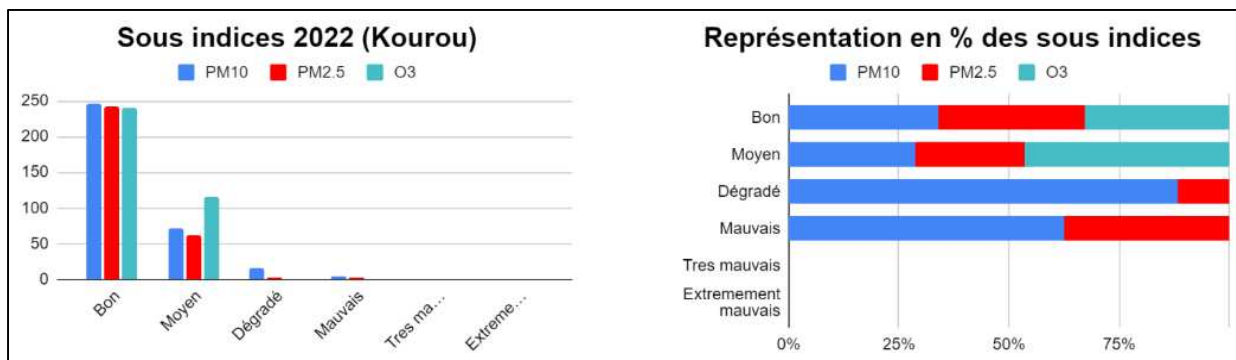 Sous indices 2022 (Kourou)
PM10 PM2.5 O3
250
200
150
100
50
0
Bon
Moyen
Dégradé
Mauvais
Tres ma...
Extreme...
Représentation en % des sous indices
PM10 PM2.5 O3
Bon
Moyen
Dégradé
Mauvais
Tres mauvais
Extremement
mauvais
0% 25% 50% 75%